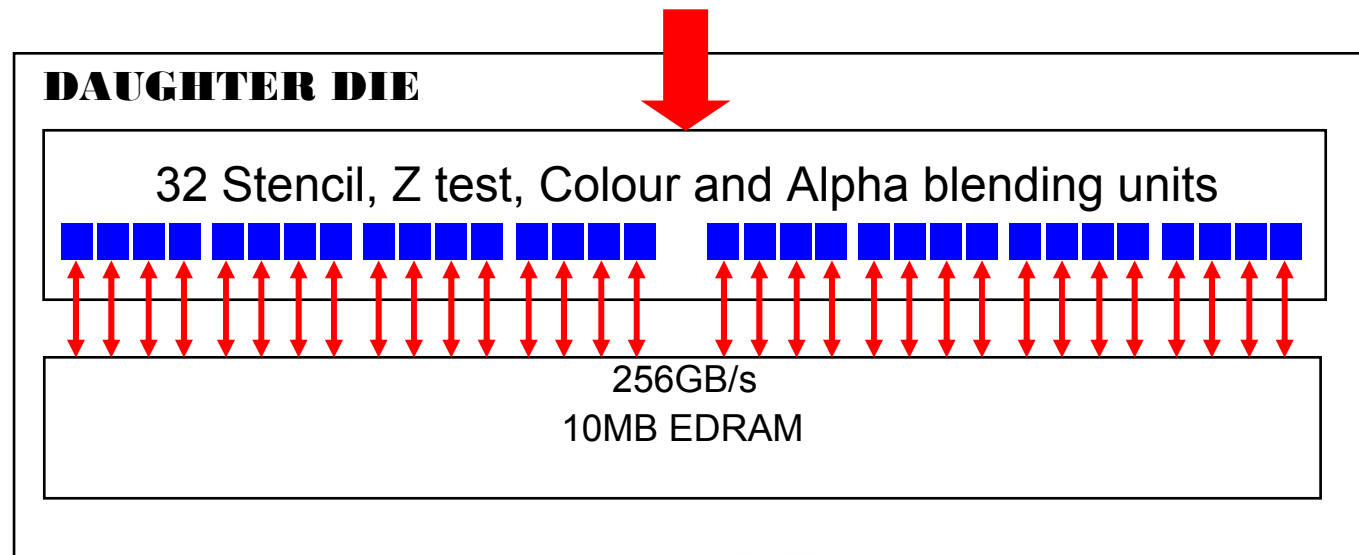 DAUGHTER DIE
32 Stencil, Z test, Colour and Alpha blending units
256GB/s
10MB EDRAM